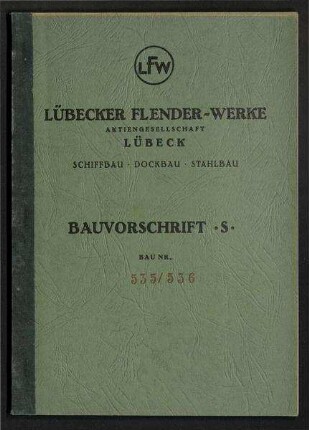 LFW
LÜBECKER FLENDER-WERKE
AKTIENGESELLSCHAFT
LÜBECK
SCHIFFBAU · DOCKBAU · STAHLBAU
BAUVORSCHRIFT ·S·
BAU NR.
535/536